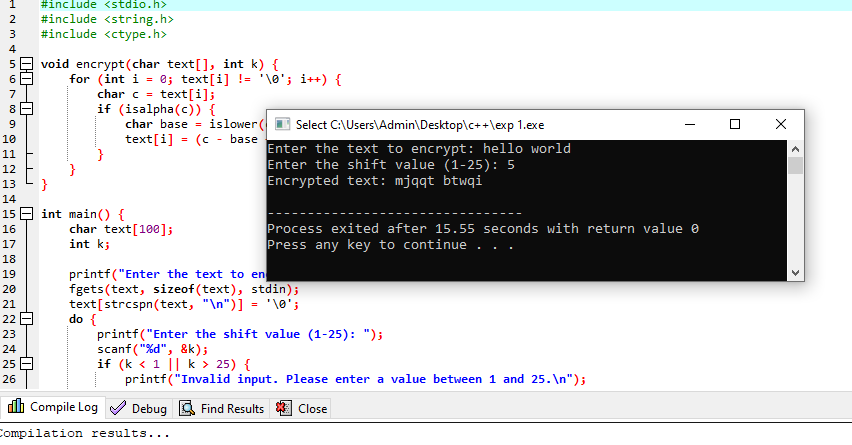 1 #include <stdio.h>
2 #include <string.h>
3 #include <ctype.h>
4
5 void encrypt(char text[], int k) {
6 for (int i = 0; text[i] != '\0'; i++) {
7 char c = text[i];
8 if (isalpha(c)) {
9 char base = islower(
10 text[i] = (c - base
11 }
12 }
13 }
14
15 int main() {
16 char text[100];
17 int k;
18
19 printf("Enter the text to en
20 fgets(text, sizeof(text), stdin);
21 text[strcspn(text, "\n")] = '\0';
22 do {
23 printf("Enter the shift value (1-25): ");
24 scanf("%d", &k);
25 if (k < 1 || k > 25) {
26 printf("Invalid input. Please enter a value between 1 and 25.\n");
Select C:\Users\Admin\Desktop\c++\exp 1.exe
Enter the text to encrypt: hello world
Enter the shift value (1-25): 5
Encrypted text: mjqqt btwqi
--------------------------------
Process exited after 15.55 seconds with return value 0
Press any key to continue . . .
Compile Log Debug Find Results Close
Compilation results...